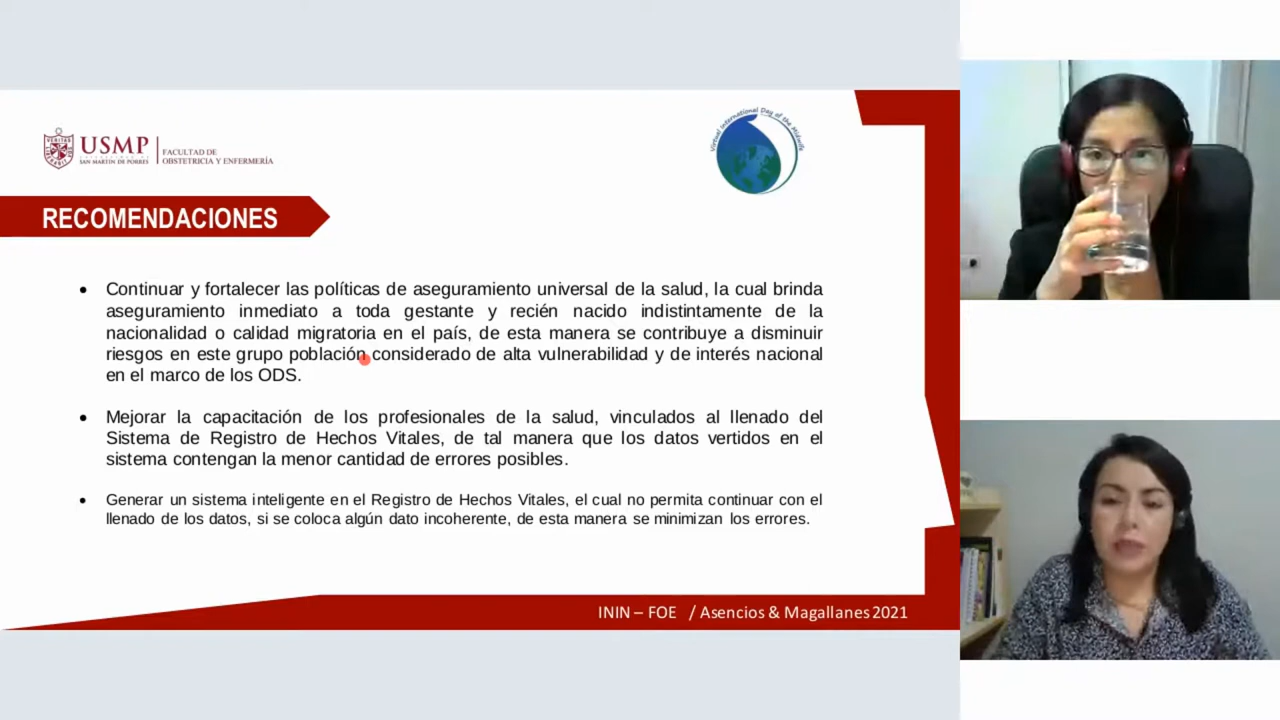 USMP
SAN MARTIN DE PORRES
FACULTAD DE
OBSTETRICIA Y ENFERMERÍA
Virtual International Day of the Midwife
RECOMENDACIONES
• Continuar y fortalecer las políticas de aseguramiento universal de la salud, la cual brinda
aseguramiento inmediato a toda gestante y recién nacido indistintamente de la
nacionalidad o calidad migratoria en el país, de esta manera se contribuye a disminuir
riesgos en este grupo población considerado de alta vulnerabilidad y de interés nacional
en el marco de los ODS.
• Mejorar la capacitación de los profesionales de la salud, vinculados al llenado del
Sistema de Registro de Hechos Vitales, de tal manera que los datos vertidos en el
sistema contengan la menor cantidad de errores posibles.
• Generar un sistema inteligente en el Registro de Hechos Vitales, el cual no permita continuar con el
llenado de los datos, si se coloca algún dato incoherente, de esta manera se minimizan los errores.
ININ – FOE / Asencios & Magallanes 2021